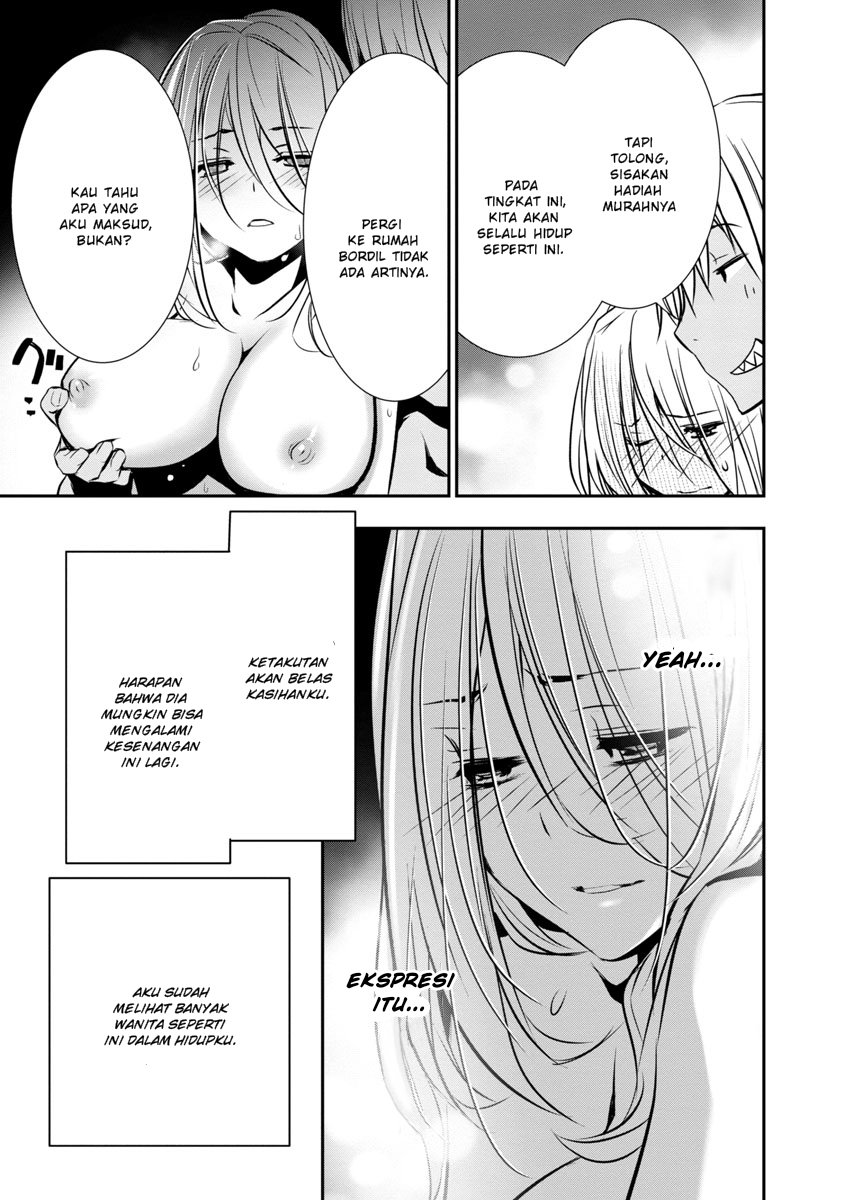 TAPI
TOLONG,
SISAKAN
HADIAH
MURAHNYA
PADA
TINGKAT INI,
KITA AKAN
SELALU HIDUP
SEPERTI INI.
PERGI
KE RUMAH
BORDIL TIDAK
ADA ARTINYA.
KAU TAHU
APA YANG
AKU MAKSUD,
BUKAN?
グッ
YEAH...
EKSPRESI
ITU...
KETAKUTAN
AKAN BELAS
KASIHANKU.
HARAPAN
BAHWA DIA
MUNGKIN BISA
MENGALAMI
KESENANGAN
INI LAGI.
AKU SUDAH
MELIHAT BANYAK
WANITA SEPERTI
INI DALAM HIDUPKU.